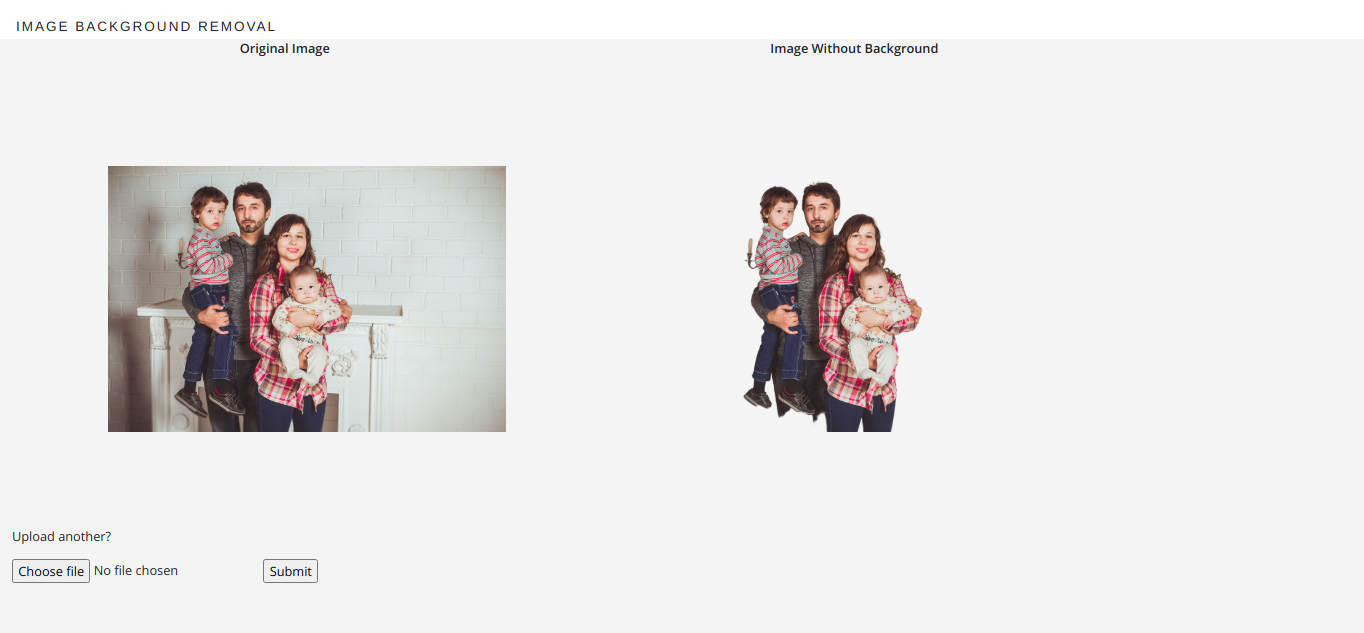 IMAGE BACKGROUND REMOVAL
Original Image
Image Without Background
Upload another?
Choose file No file chosen
Submit